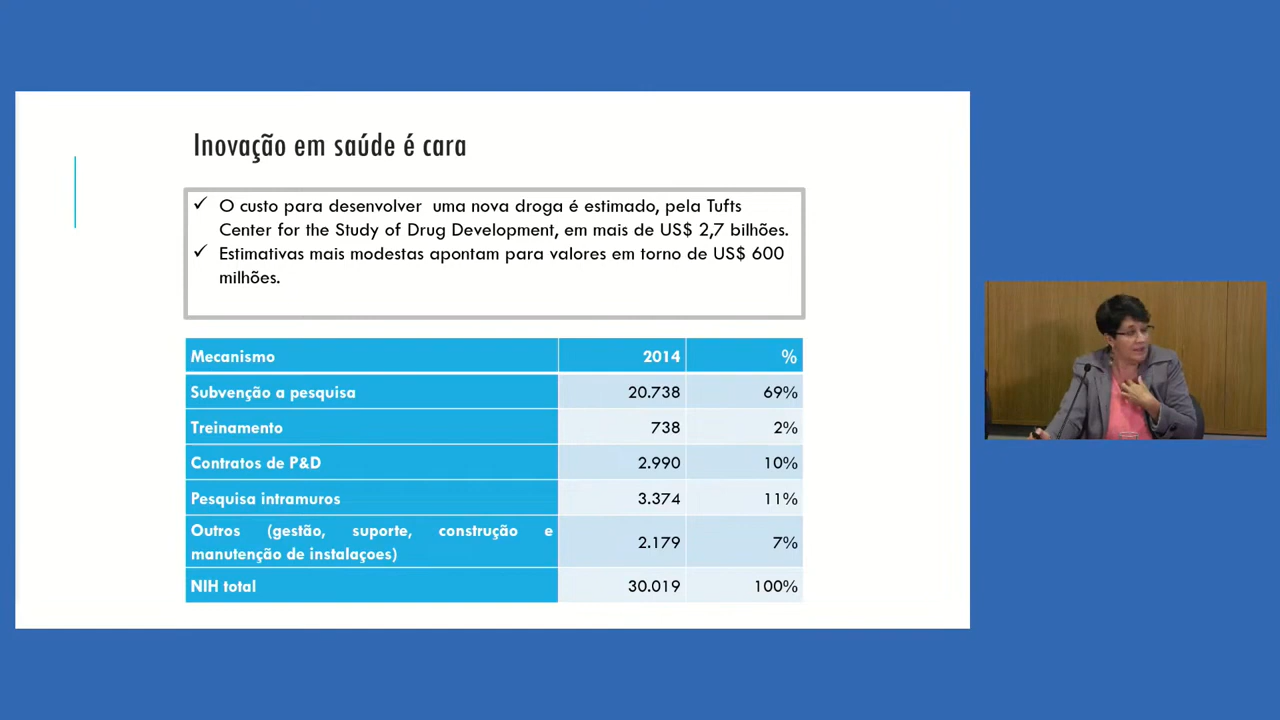 Inovação em saúde é cara
✓ O custo para desenvolver uma nova droga é estimado, pela Tufts
Center for the Study of Drug Development, em mais de US$ 2,7 bilhões.
✓ Estimativas mais modestas apontam para valores em torno de US$ 600
milhões.
Mecanismo 2014 %
Subvenção a pesquisa 20.738 69%
Treinamento 738 2%
Contratos de P&D 2.990 10%
Pesquisa intramuros 3.374 11%
Outros (gestão, suporte, construção e
manutenção de instalaçoes) 2.179 7%
NIH total 30.019 100%